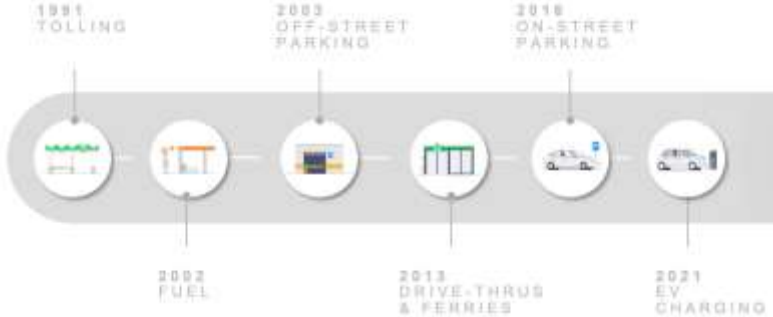 1991
TOLLING
2003
OFF-STREET
PARKING
2016
ON-STREET
PARKING
2002
FUEL
2013
DRIVE-THRUS
& FERRIES
2021
EV
CHARGING